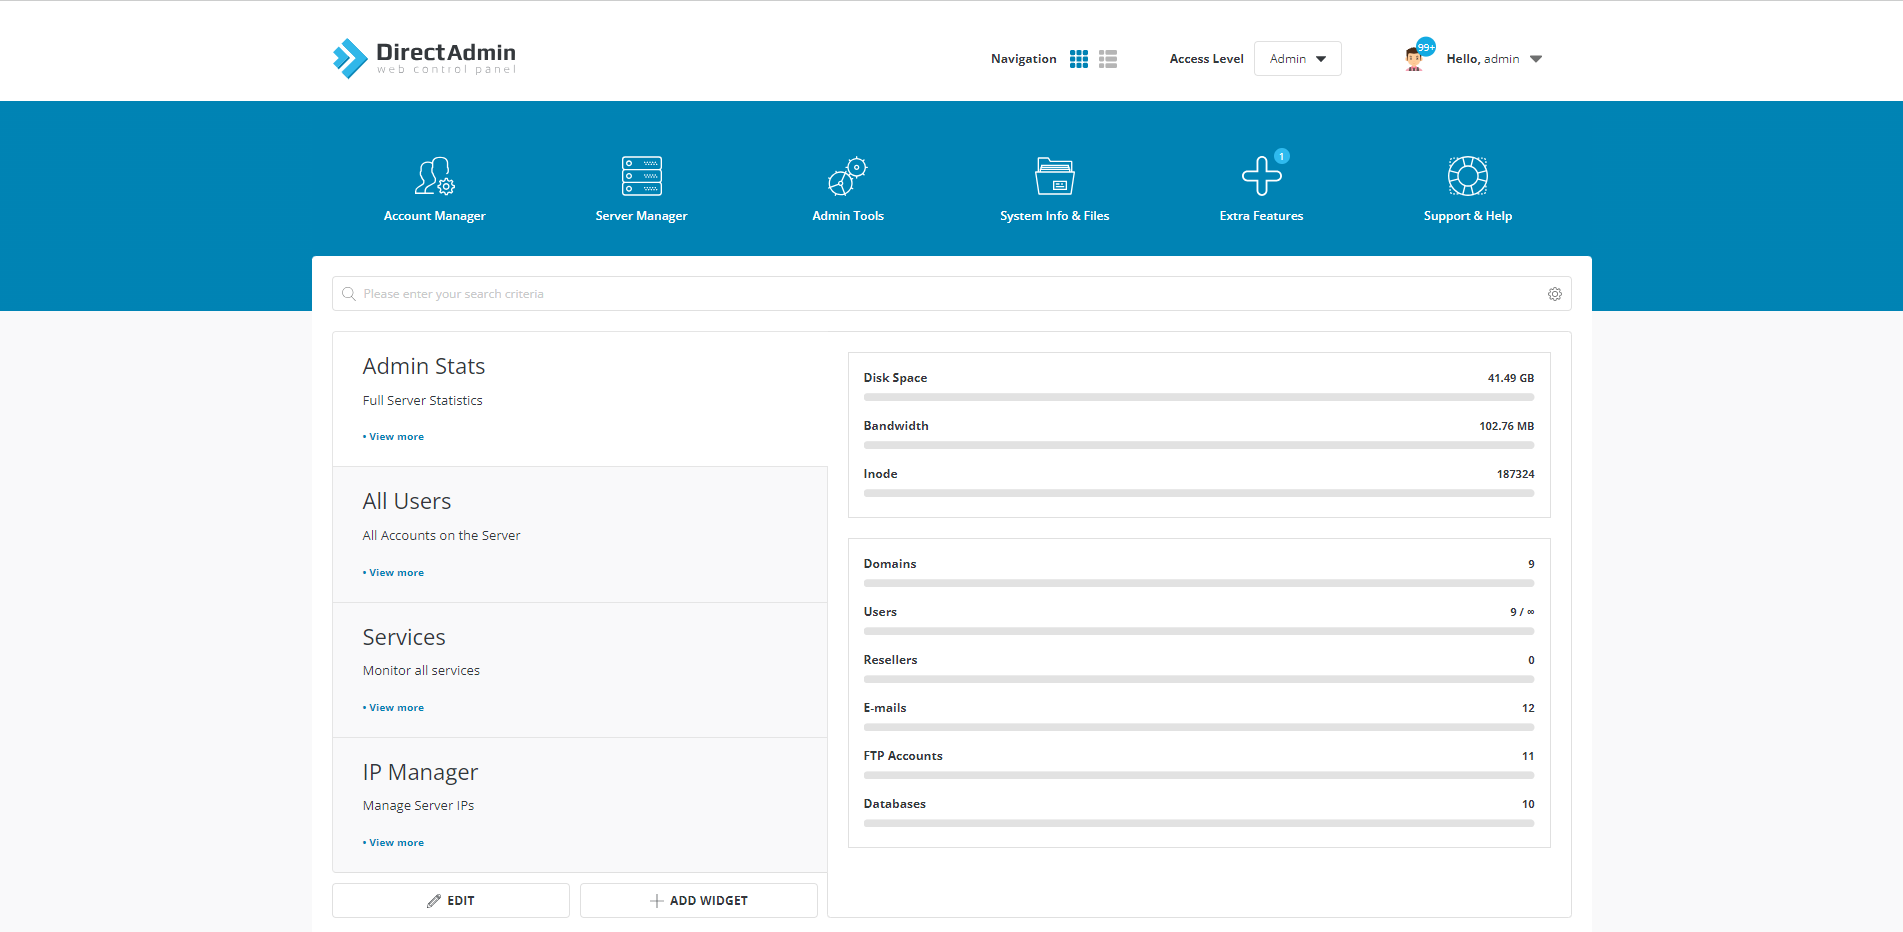 DirectAdmin
web control panel
Navigation
Access Level
Admin
99+
Hello, admin
Account Manager
Server Manager
Admin Tools
System Info & Files
1
Extra Features
Support & Help
Please enter your search criteria
Admin Stats
Full Server Statistics
• View more
All Users
All Accounts on the Server
• View more
Services
Monitor all services
• View more
IP Manager
Manage Server IPs
• View more
EDIT
ADD WIDGET
Disk Space 41.49 GB
Bandwidth 102.76 MB
Inode 187324
Domains 9
Users 9 / ∞
Resellers 0
E-mails 12
FTP Accounts 11
Databases 10